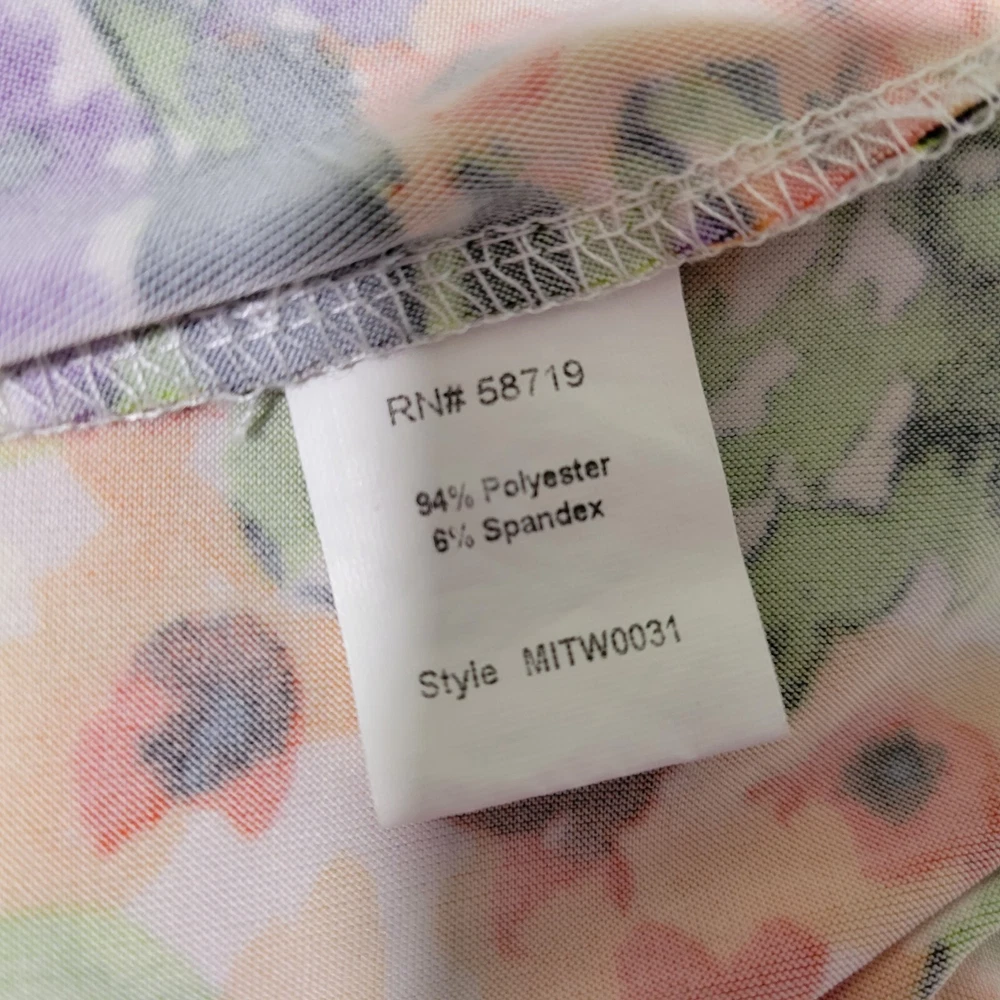 RN# 58719
94% Polyester
6% Spandex
Style MITW0031